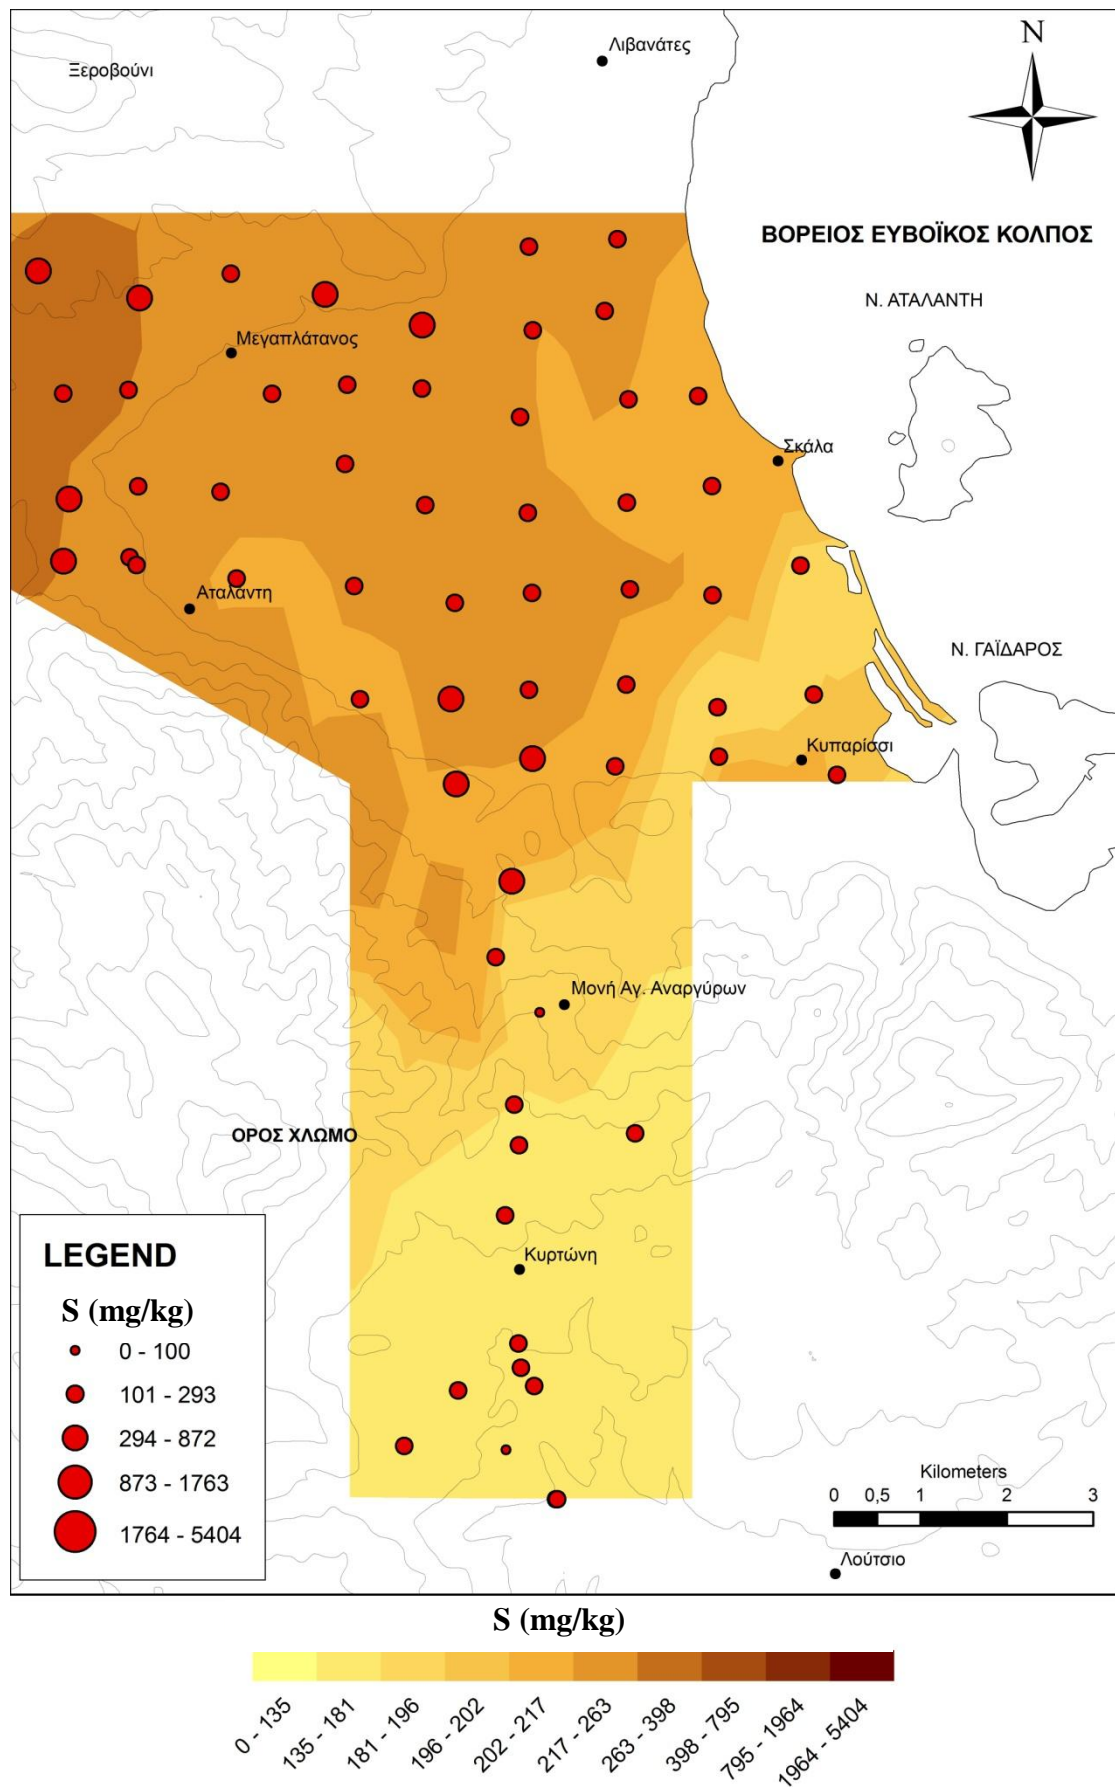 Λιβανάτες
Ξεροβούνι
N
ΒΟΡΕΙΟΣ ΕΥΒΟΪΚΟΣ ΚΟΛΠΟΣ
Ν. ΑΤΑΛΑΝΤΗ
Μεγαπλάτανος
Σκάλα
Αταλάντη
Ν. ΓΑΪΔΑΡΟΣ
Κυπαρίσσι
Μονή Αγ. Αναργύρων
ΟΡΟΣ ΧΛΩΜΟ
Κυρτώνη
LEGEND
S (mg/kg)
0 - 100
101 - 293
294 - 872
873 - 1763
1764 - 5404
Kilometers
0 0,5 1 2 3
Λούτσιο
S (mg/kg)
0 - 135
135 - 181
181 - 196
196 - 202
202 - 217
217 - 263
263 - 398
398 - 795
795 - 1964
1964 - 5404